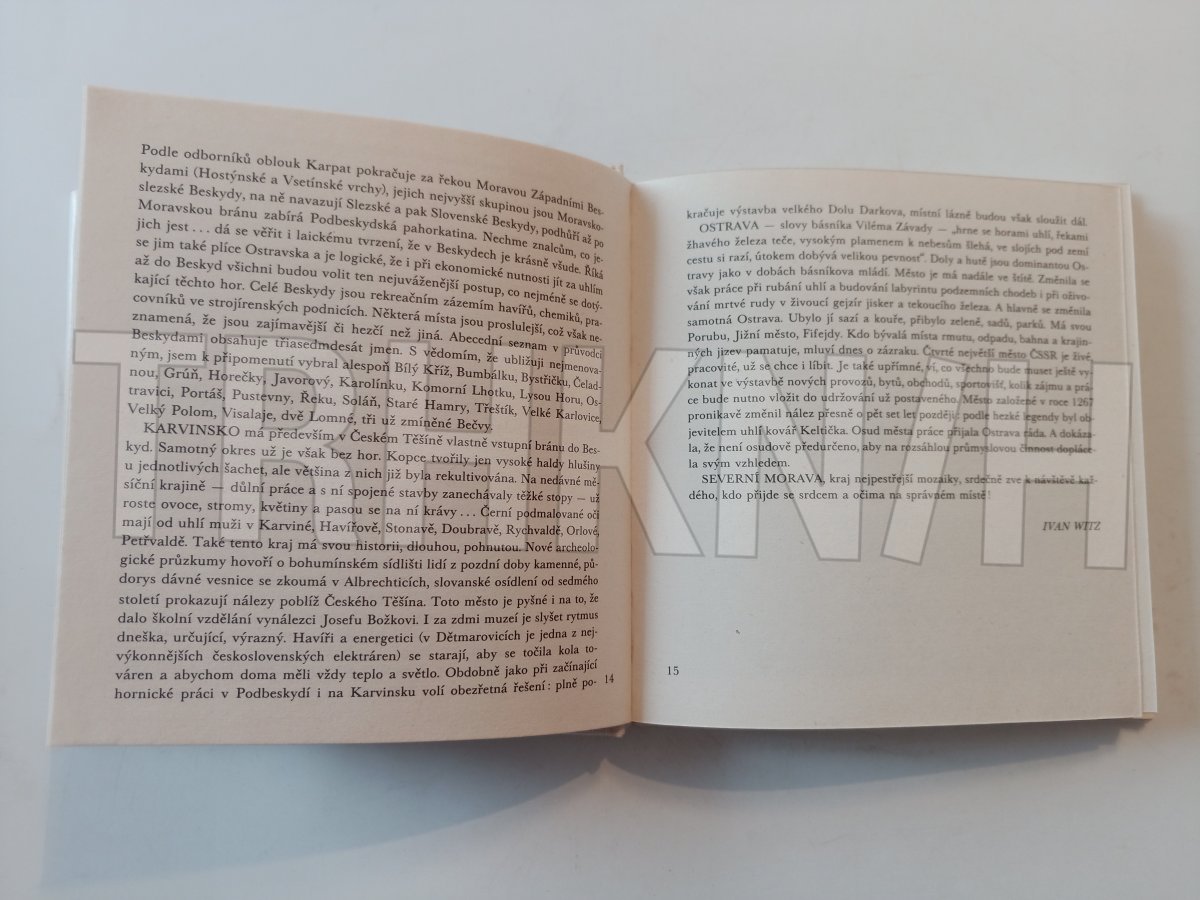 Podle odborníků oblouk Karpat pokračuje za řekou Moravou Západními Bes-
kydami (Hostýnské a Vsetínské vrchy), jejich nejvyšší skupinou jsou Moravsko-
slezské Beskydy, na ně navazují Slezské a pak Slovenské Beskydy, podhůří až po
Moravskou bránu zabírá Podbeskydská pahorkatina. Nechme znalcům, co je-
jich jest... dá se věřit i laickému tvrzení, že v Beskydech je krásně všude. Říká
se jim také plíce Ostravska a je logické, že i při ekonomické nutnosti jít za uhlím
až do Beskyd všichni budou volit ten nejuváženější postup, co nejméně se dotý-
kající těchto hor. Celé Beskydy jsou rekreačním zázemím havířů, chemiků, pra-
covníků ve strojírenských podnicích. Některá místa jsou proslulejší, což však ne-
znamená, že jsou zajímavější či hezčí než jiná. Abecední seznam v průvodci
Beskydami obsahuje třiasedmdesát jmen. S vědomím, že ubližuji nejmenova-
ným, jsem k připomenutí vybral alespoň Bílý Kříž, Bumbálku, Bystřičku, Čelad-
nou, Grúň, Horečky, Javorový, Karolínku, Komorní Lhotku, Lysou Horu, Os-
travici, Portáš, Pustevny, Řeku, Soláň, Staré Hamry, Třeštík, Velké Karlovice,
Velký Polom, Visalaje, dvě Lomné, tři už zmíněné Bečvy.
KARVINSKO má především v Českém Těšíně vlastně vstupní bránu do Bes-
kyd. Samotný okres už je však bez hor. Kopce tvořily jen vysoké haldy hlušiny
u jednotlivých šachet, ale většina z nich již byla rekultivována. Na nedávné mě-
síční krajině — důlní práce a s ní spojené stavby zanechávaly těžké stopy — už
roste ovoce, stromy, květiny a pasou se na ní krávy... Černí podmalované oči
mají od uhlí muži v Karviné, Havířově, Stonavě, Doubravě, Rychvaldě, Orlové,
Petřvaldě. Také tento kraj má svou historii, dlouhou, pohnutou. Nové archeolo-
gické průzkumy hovoří o bohumínském sídlišti lidí z pozdní doby kamenné, pů-
dorys dávné vesnice se zkoumá v Albrechticích, slovanské osídlení od sedmého
století prokazují nálezy poblíž Českého Těšína. Toto město je pyšné i na to, že
dalo školní vzdělání vynálezci Josefu Božkovi. I za zdmi muzeí je slyšet rytmus
dneška, určující, výrazný. Havíři a energetici (v Dětmarovicích je jedna z nej-
výkonnějších československých elektráren) se starají, aby se točila kola to-
váren a abychom doma měli vždy teplo a světlo. Obdobně jako při začínající
hornické práci v Podbeskydí i na Karvinsku volí obezřetná řešení: plně po-
14
kračuje výstavba velkého Dolu Darkova, místní lázně budou však sloužit dál.
OSTRAVA — slovy básníka Viléma Závady — „hrne se horami uhlí, řekami
žhavého železa teče, vysokým plamenem k nebesům šlehá, ve slojích pod zemí
cestu si razí, útokem dobývá velikou pevnost“. Doly a hutě jsou dominantou Os-
travy jako v dobách básníkova mládí. Město je má nadále ve štítě. Změnila se
však práce při rubání uhlí a budování labyrintu podzemních chodeb i při oživo-
vání mrtvé rudy v živoucí gejzír jisker a tekoucího železa. A hlavně se změnila
samotná Ostrava. Ubylo jí sazí a kouře, přibylo zeleně, sadů, parků. Má svou
Porubu, Jižní město, Fifejdy. Kdo bývalá místa rmutu, odpadu, bahna a krajin-
ných jizev pamatuje, mluví dnes o zázraku. Čtvrté největší město ČSSR je živé,
pracovité, už se chce i líbit. Je také upřímné, ví, co všechno bude muset ještě vy-
konat ve výstavbě nových provozů, bytů, obchodů, sportovišť, kolik zájmu a prá-
ce bude nutno vložit do udržování už postaveného. Město založené v roce 1267
pronikavě změnil nález přesně o pět set let později: podle hezké legendy byl ob-
jevitelem uhlí kovář Keltička. Osud města práce přijala Ostrava ráda. A dokáza-
la, že není osudově předurčeno, aby na rozsáhlou průmyslovou činnost doplác­e-
la svým vzhledem.
SEVERNÍ MORAVA, kraj nejpestřejší mozaiky, srdečně zve k návštěvě kaž-
dého, kdo přijde se srdcem a očima na správném místě!
IVAN WITZ
15